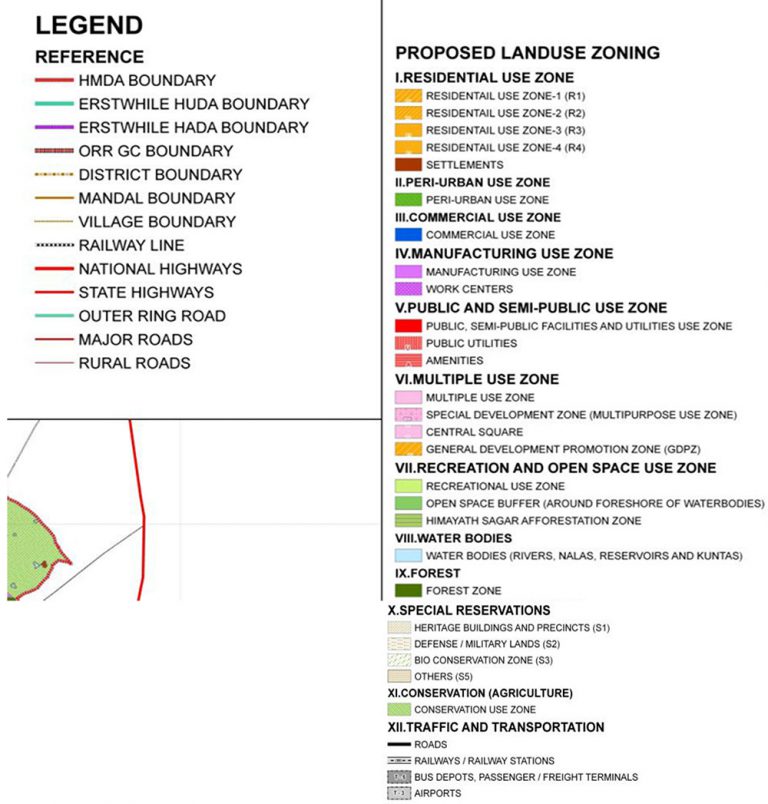 LEGEND
REFERENCE
HMDA BOUNDARY
ERSTWHILE HUDA BOUNDARY
ERSTWHILE HADA BOUNDARY
ORR GC BOUNDARY
DISTRICT BOUNDARY
MANDAL BOUNDARY
VILLAGE BOUNDARY
RAILWAY LINE
NATIONAL HIGHWAYS
STATE HIGHWAYS
OUTER RING ROAD
MAJOR ROADS
RURAL ROADS
PROPOSED LANDUSE ZONING
I.RESIDENTIAL USE ZONE
RESIDENTAIL USE ZONE-1 (R1)
RESIDENTAIL USE ZONE-2 (R2)
RESIDENTAIL USE ZONE-3 (R3)
RESIDENTAIL USE ZONE-4 (R4)
SETTLEMENTS
II.PERI-URBAN USE ZONE
PERI-URBAN USE ZONE
III.COMMERCIAL USE ZONE
COMMERCIAL USE ZONE
IV.MANUFACTURING USE ZONE
MANUFACTURING USE ZONE
WORK CENTERS
V.PUBLIC AND SEMI-PUBLIC USE ZONE
PUBLIC, SEMI-PUBLIC FACILITIES AND UTILITIES USE ZONE
PUBLIC UTILITIES
AMENITIES
VI.MULTIPLE USE ZONE
MULTIPLE USE ZONE
SPECIAL DEVELOPMENT ZONE (MULTIPURPOSE USE ZONE)
CENTRAL SQUARE
GENERAL DEVELOPMENT PROMOTION ZONE (GDPZ)
VII.RECREATION AND OPEN SPACE USE ZONE
RECREATIONAL USE ZONE
OPEN SPACE BUFFER (AROUND FORESHORE OF WATERBODIES)
HIMAYATH SAGAR AFFORESTATION ZONE
VIII.WATER BODIES
WATER BODIES (RIVERS, NALAS, RESERVOIRS AND KUNTAS)
IX.FOREST
FOREST ZONE
X.SPECIAL RESERVATIONS
HERITAGE BUILDINGS AND PRECINCTS (S1)
DEFENSE / MILITARY LANDS (S2)
BIO CONSERVATION ZONE (S3)
OTHERS (S5)
XI.CONSERVATION (AGRICULTURE)
CONSERVATION USE ZONE
XII.TRAFFIC AND TRANSPORTATION
ROADS
RAILWAYS / RAILWAY STATIONS
BUS DEPOTS, PASSENGER / FREIGHT TERMINALS
AIRPORTS